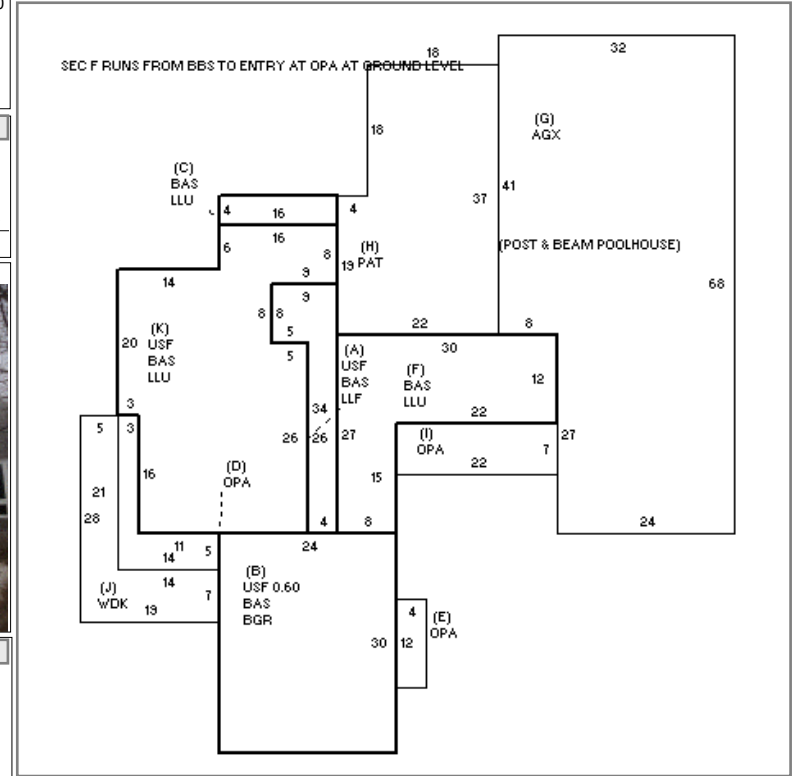 18
32
SEC F RUNS FROM BBS TO ENTRY AT OPA AT GROUND LEVEL
(G)
AGX
18
(C)
BAS
LLU
41
37
4
16
4
16
6
(H)
PAT
8
19
(POST & BEAM POOLHOUSE)
14
9
9
68
8
8
5
5
20
(K)
USF
BAS
LLU
22
8
30
(A)
USF
BAS
LLF
(F)
BAS
LLU
12
3
34
22
5
3
26
26
27
(I)
OPA
27
7
22
16
15
(D)
OPA
21
28
4
8
24
24
11
5
14
14
7
(J)
WDK
19
(B)
USF 0.60
BAS
BGR
4
(E)
OPA
30
12